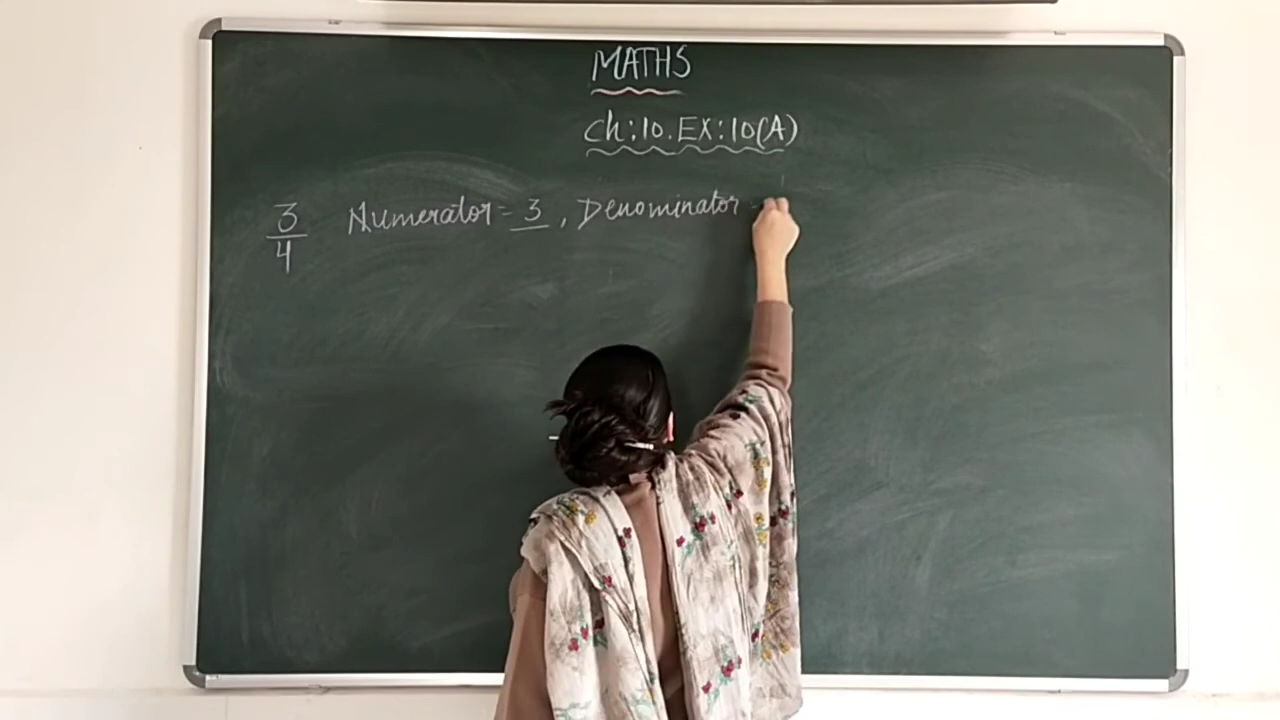 MATHS
Ch:10. EX:10(A)
3/4 Numerator = 3, Denominator